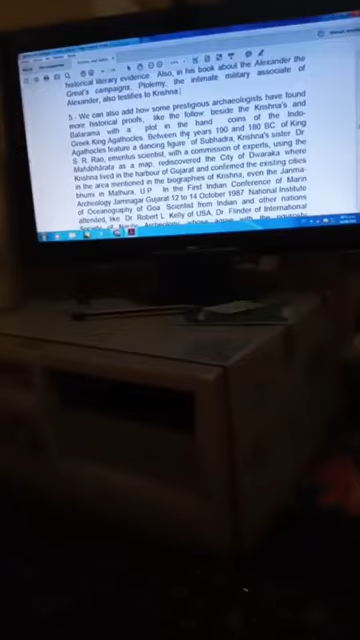 historical literary evidence. Also, in his book about the Alexander the
Great's campaigns, Ptolemy, the intimate military associate of
Alexander, also testifies to Krishna
5.- We can also add how some prestigious archaeologists have found
more historical proofs, like the follow beside the Krishna's and
Balarama with a plot in the hand coins of the Indo-
Greek King Agathocles. Between the years 190 and 180 BC of King
Agathocles feature a dancing figure of Subhadra, Krishna's sister. Dr
S. R. Rao, emeritus scientist, with a commission of experts, using the
Mahābhārata as a map, rediscovered the City of Dwaraka where
Krishna lived in the harbour of Gujarat and confirmed the existing cities
in the area mentioned in the biographies of Krishna, even the Janma-
bhumi in Mathura, U.P. In the First Indian Conference of Marin
Archeology Jamnagar Gujarat 12 to 14 October 1987 National Institute
of Oceanography of Goa. Scientist from Indian and other nations
attended, like Dr Robert L. Kelly of USA, Dr Flinder of International
Society of